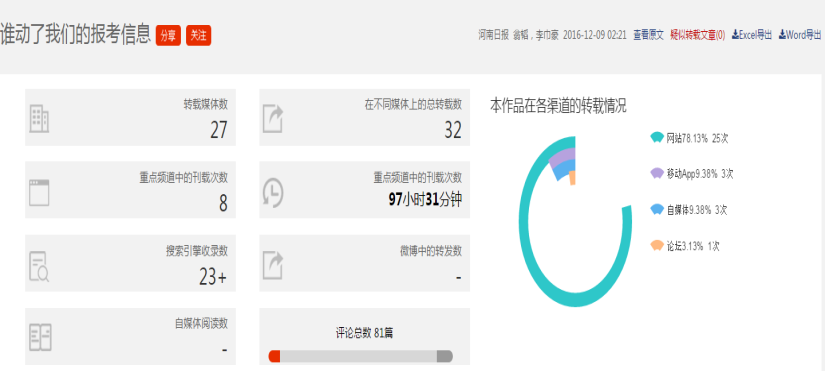 谁动了我们的报考信息 分享 关注
河南日报 翁韬，李巾豪 2016-12-09 02:21 查看原文 疑似转载文章(0) Excel导出 Word导出
转载媒体数
27
在不同媒体上的总转载数
32
重点频道中的刊载次数
8
重点频道中的刊载次数
97小时31分钟
搜索引擎收录数
23+
微博中的转发数
-
自媒体阅读数
-
评论总数 81篇
本作品在各渠道的转载情况
网站78.13% 25次
移动App9.38% 3次
自媒体9.38% 3次
论坛3.13% 1次